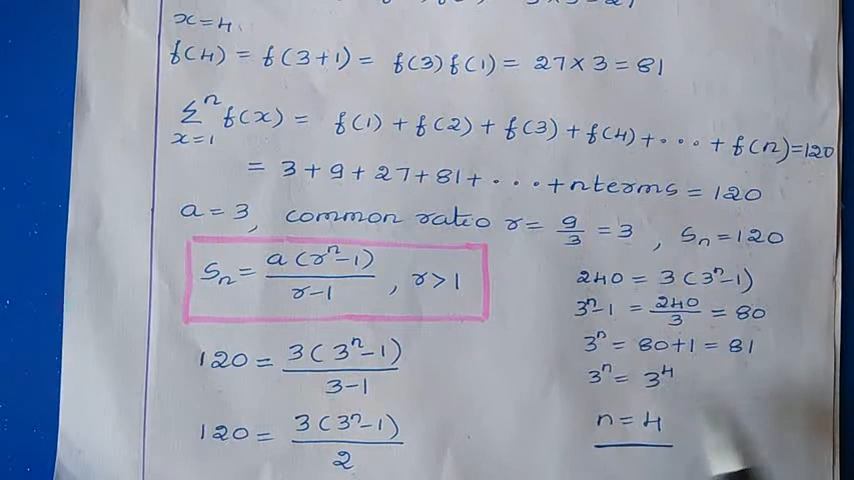 x=4
f(4) = f(3+1) = f(3) f(1) = 27 × 3 = 81
n
∑ f(x) = f(1) + f(2) + f(3) + f(4) + ... + f(n) = 120
x=1
= 3 + 9 + 27 + 81 + ... + n terms = 120
a = 3, common ratio r = 9/3 = 3, Sn = 120
Sn = a(r^n - 1)/(r - 1), r > 1
120 = 3(3^n - 1)/(3 - 1)
120 = 3(3^n - 1)/2
240 = 3(3^n - 1)
3^n - 1 = 240/3 = 80
3^n = 80 + 1 = 81
3^n = 3^4
n = 4